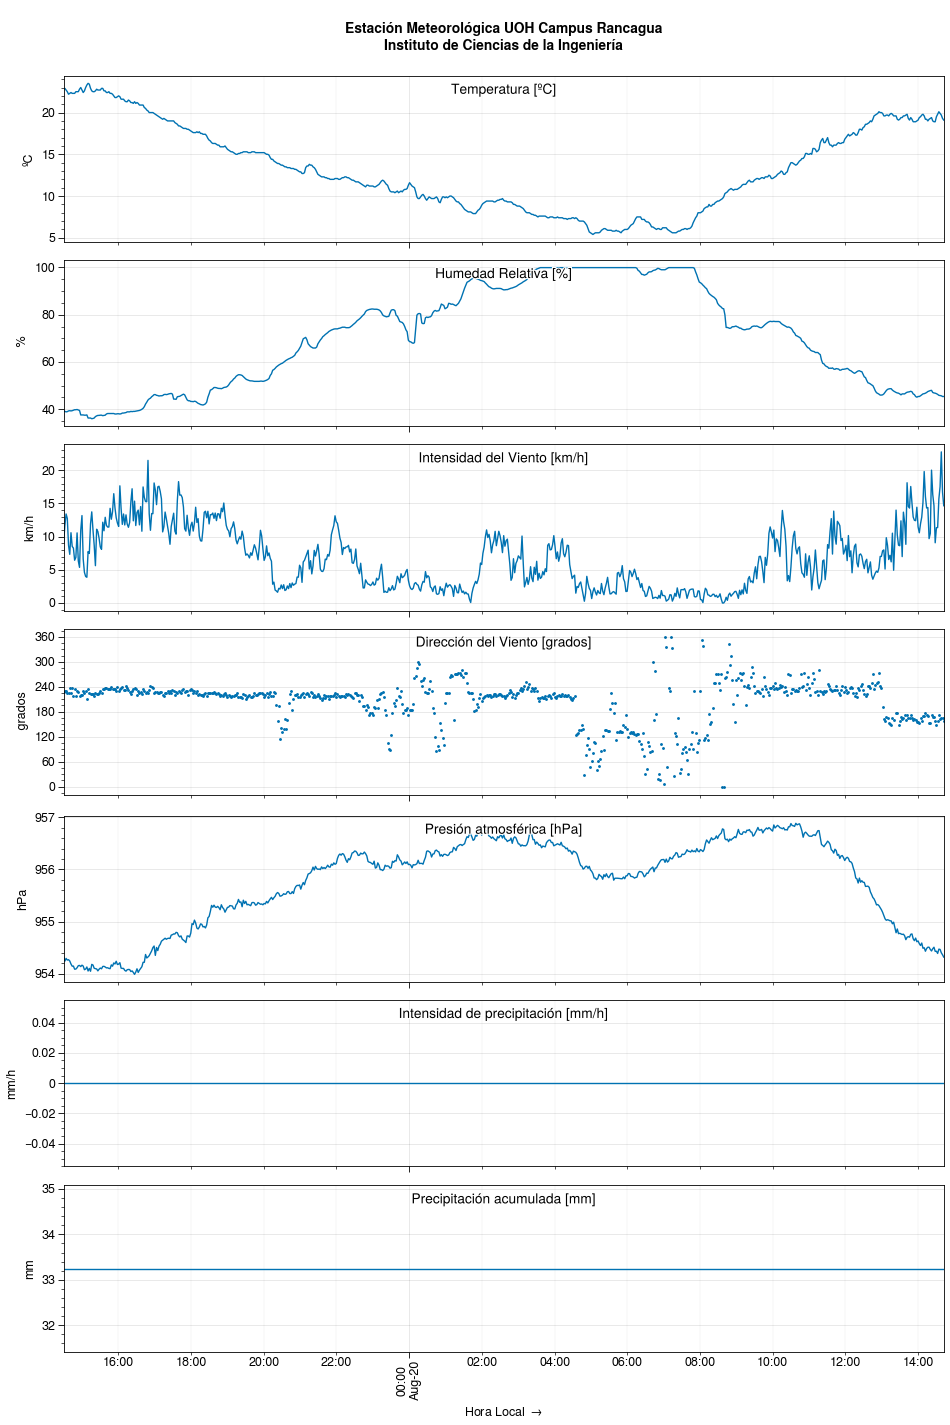 Estación Meteorológica UOH Campus Rancagua
Instituto de Ciencias de la Ingeniería
Temperatura [ºC]
ºC
20
15
10
5
Humedad Relativa [%]
%
100
80
60
40
Intensidad del Viento [km/h]
km/h
20
15
10
5
0
Dirección del Viento [grados]
grados
360
300
240
180
120
60
0
Presión atmosférica [hPa]
hPa
957
956
955
954
Intensidad de precipitación [mm/h]
mm/h
0.04
0.02
0
−0.02
−0.04
Precipitación acumulada [mm]
mm
35
34
33
32
16:00 18:00 20:00 22:00 00:00 02:00 04:00 06:00 08:00 10:00 12:00 14:00
Aug-20
Hora Local →